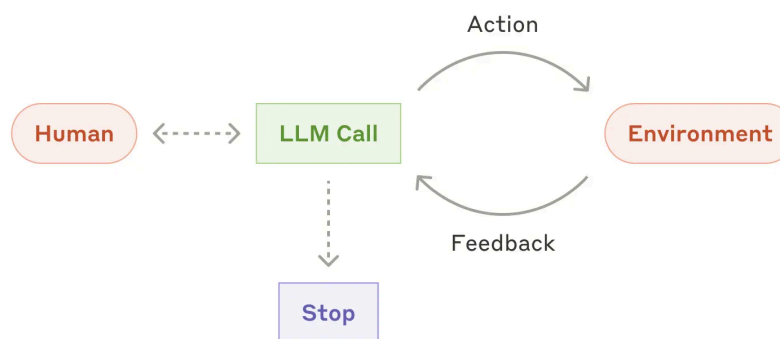 Action
Human
LLM Call
Environment
Feedback
Stop